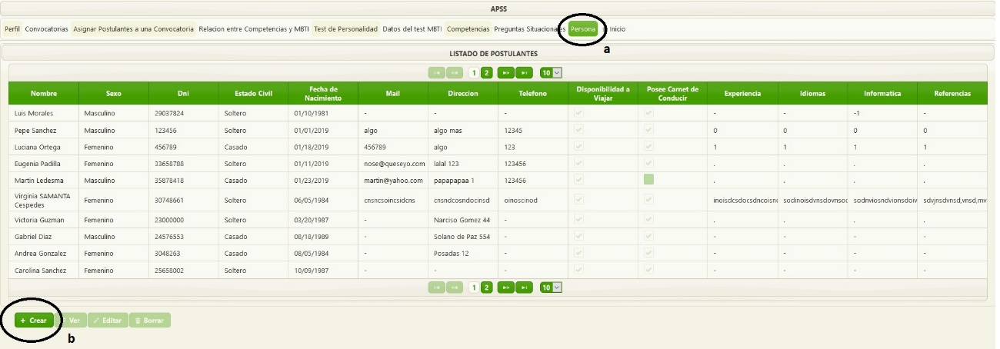 APSS
Perfil Convocatorias Asignar Postulantes a una Convocatoria Relacion entre Competencias y MBTI Test de Personalidad Datos del test MBTI Competencias Preguntas Situacionales Persona Inicio
a
LISTADO DE POSTULANTES
1 2 10
Nombre Sexo Dni Estado Civil Fecha de Nacimiento Mail Direccion Telefono Disponibilidad a Viajar Posee Carnet de Conducir Experiencia Idiomas Informatica Referencias
Luis Morales Masculino 29037824 Soltero 01/10/1981 - - - - - -1 -
Pepe Sanchez Masculino 123456 Soltero 01/01/2019 algo algo mas 12345 0 0 0 0
Luciana Ortega Femenino 456789 Casado 01/18/2019 456789 algo 123 1 1 1 1
Eugenia Padilla Femenino 33658788 Soltero 01/11/2019 nose@queseyo.com lalal 123 123456 . . . .
Martin Ledesma Masculino 35878418 Casado 01/23/2019 martin@yahoo.com papapapaa 1 123456 . . . .
Virginia SAMANTA Cespedes Femenino 30748661 Soltero 06/05/1984 cnsncsoincsidcns cnsndcosndocinsd oinoscinod inoisdcsdocsdncoisnd sodinoisdvnsdovnsoc sodnviosndvionsdoiv sdvjnsdvnsd,vnsd,mv
Victoria Guzman Femenino 23000000 Soltero 03/20/1987 - Narciso Gomez 44 - . . . .
Gabriel Diaz Masculino 24576553 Casado 08/18/1989 - Solano de Paz 554 - - - - -
Andrea Gonzalez Femenino 3048263 Casado 08/05/1984 - Posadas 12 - - - - -
Carolina Sanchez Femenino 25658002 Soltero 10/09/1987 - - - - - - -
1 2 10
+ Crear Ver Editar Borrar
b